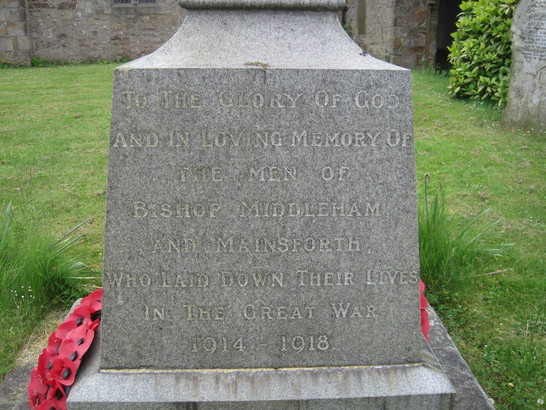 To The Glory Of God
And In Loving Memory Of
The Men Of
Bishop Middleham
And Mainsforth,
Who Laid Down Their Lives
In The Great War
1914 - 1918.